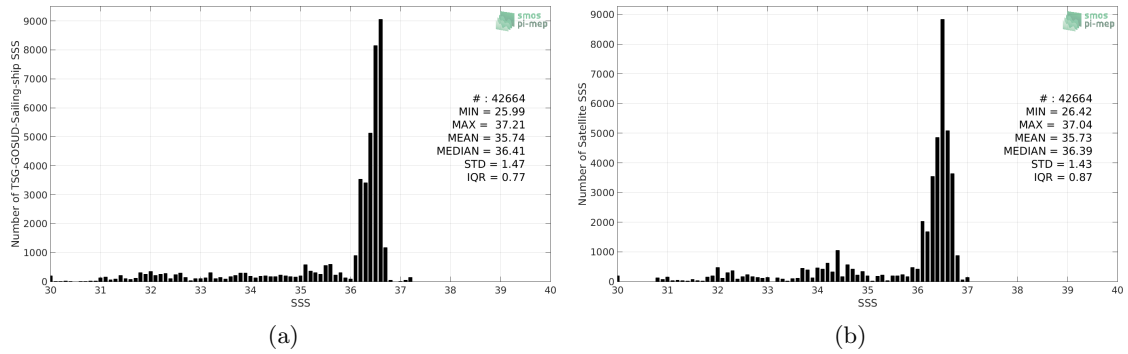 Number of TSG-GOSUD-Sailing-ship SSS
9000
8000
7000
6000
5000
4000
3000
2000
1000
0
30 31 32 33 34 35 36 37 38 39 40
SSS
smos
pi-mep
# : 42664
MIN = 25.99
MAX = 37.21
MEAN = 35.74
MEDIAN = 36.41
STD = 1.47
IQR = 0.77
(a)
Number of Satellite SSS
9000
8000
7000
6000
5000
4000
3000
2000
1000
0
30 31 32 33 34 35 36 37 38 39 40
SSS
smos
pi-mep
# : 42664
MIN = 26.42
MAX = 37.04
MEAN = 35.73
MEDIAN = 36.39
STD = 1.43
IQR = 0.87
(b)